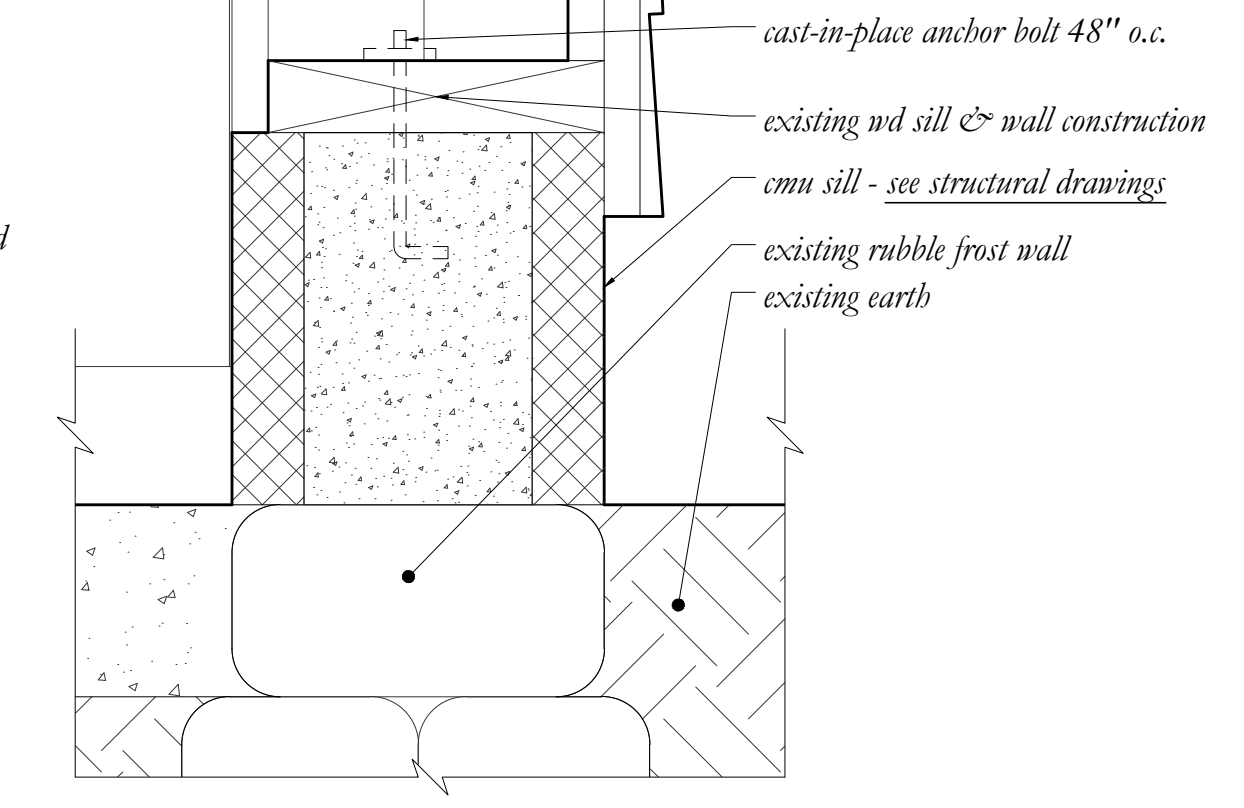 cast-in-place anchor bolt 48" o.c.
existing wd sill & wall construction
cmu sill - see structural drawings
existing rubble frost wall
existing earth